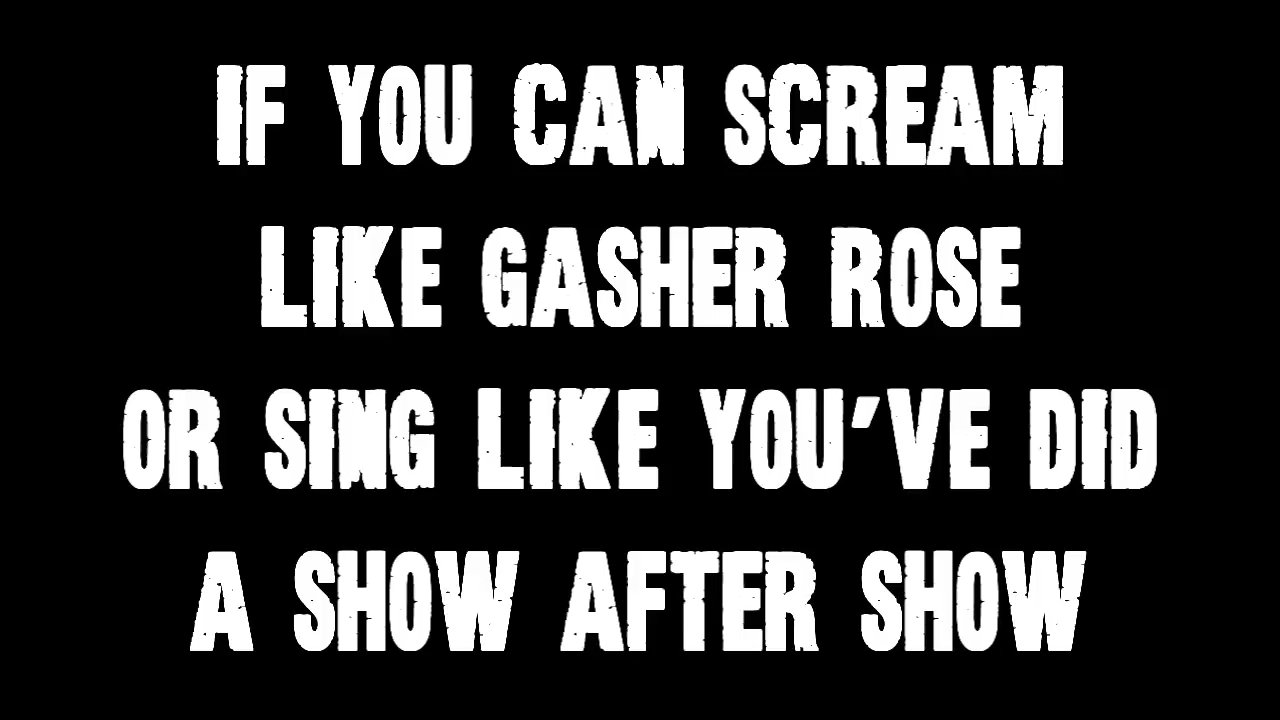 IF YOU CAN SCREAM
LIKE GASHER ROSE
OR SING LIKE YOU'VE DID
A SHOW AFTER SHOW